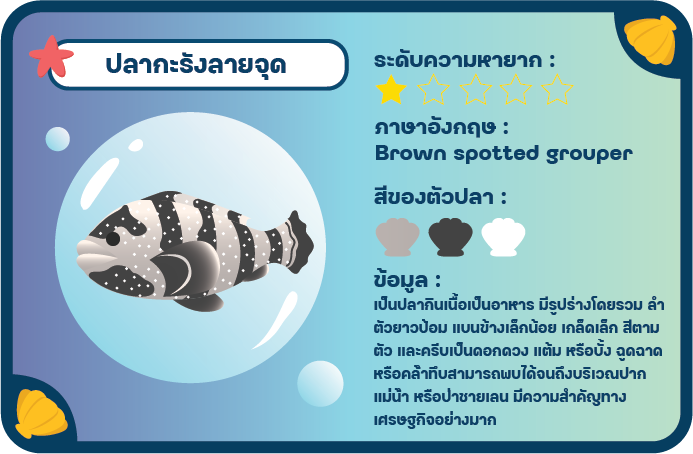 ปลากะรังลายจุด
ระดับความหายาก :
ภาษาอังกฤษ :
Brown spotted grouper
สีของตัวปลา :
ข้อมูล :
เป็นปลากินเนื้อเป็นอาหาร มีรูปร่างโดยรวม ลำ
ตัวยาวป้อม แบนข้างเล็กน้อย เกล็ดเล็ก สีตาม
ตัว และครีบเป็นดอกดวง แต้ม หรือบั้ง ฉูดฉาด
หรือคล้ำทึบสามารถพบได้จนถึงบริเวณปาก
แม่น้ำ หรือป่าชายเลน มีความสำคัญทาง
เศรษฐกิจอย่างมาก